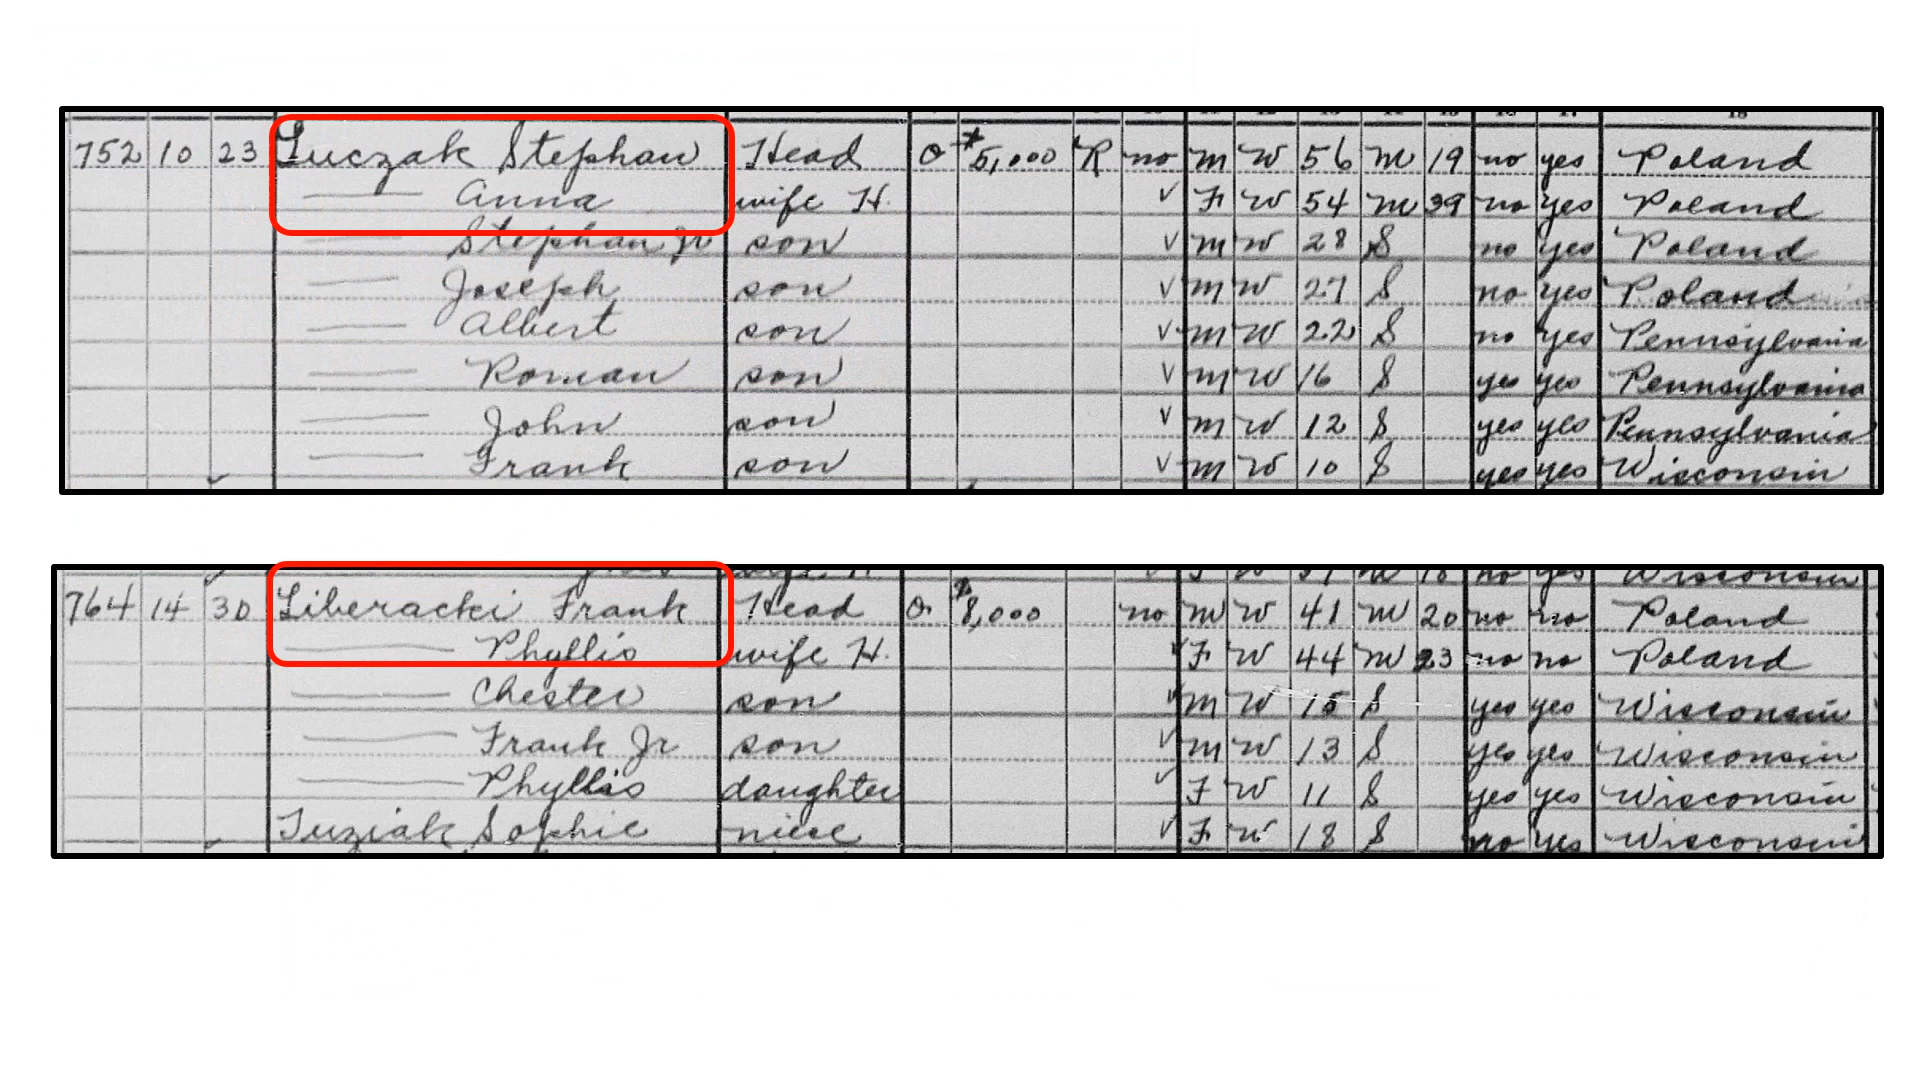 752 10 23 Luczak Stephan Head O $5,000 R no M W 56 M 19 no yes Poland
—— Anna wife H. ✓ F W 54 M 39 no yes Poland
—— Stephan Jr son ✓ M W 28 S no yes Poland
—— Joseph son ✓ M W 27 S no yes Poland
—— Albert son ✓ M W 22 S no yes Pennsylvania
—— Roman son ✓ M W 16 S yes yes Pennsylvania
—— John son ✓ M W 12 S yes yes Pennsylvania
—— Frank son ✓ M W 10 S yes yes Wisconsin
wife. H. no yes Wisconsin
764 14 30 Liberacki Frank Head O. 8,000 no M W 41 M 20 no no Poland
—— Phyllis wife H. ✓ F W 44 M 23 no no Poland
—— Chester son ✓ M W 15 S yes yes Wisconsin
—— Frank Jr son ✓ M W 13 S yes yes Wisconsin
—— Phyllis daughter ✓ F W 11 S yes yes Wisconsin
Tuziak Sophie niece ✓ F W 18 S no yes Wisconsin